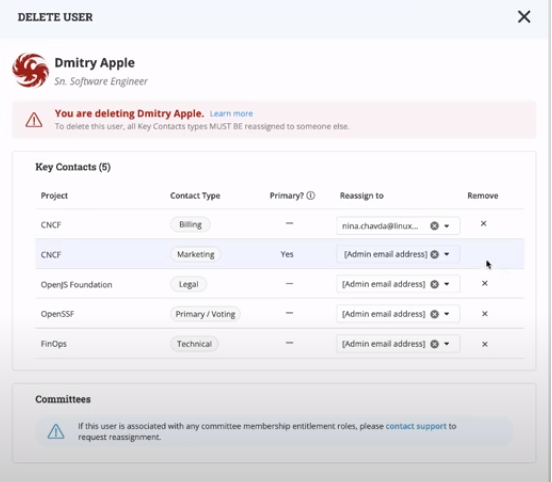 DELETE USER
Dmitry Apple
Sn. Software Engineer
You are deleting Dmitry Apple. Learn more
To delete this user, all Key Contacts types MUST BE reassigned to someone else.
Key Contacts (5)
Project Contact Type Primary? Reassign to Remove
CNCF Billing — nina.chavda@linux...
CNCF Marketing Yes [Admin email address]
OpenJS Foundation Legal — [Admin email address]
OpenSSF Primary / Voting — [Admin email address]
FinOps Technical — [Admin email address]
Committees
If this user is associated with any committee membership entitlement roles, please contact support to
request reassignment.